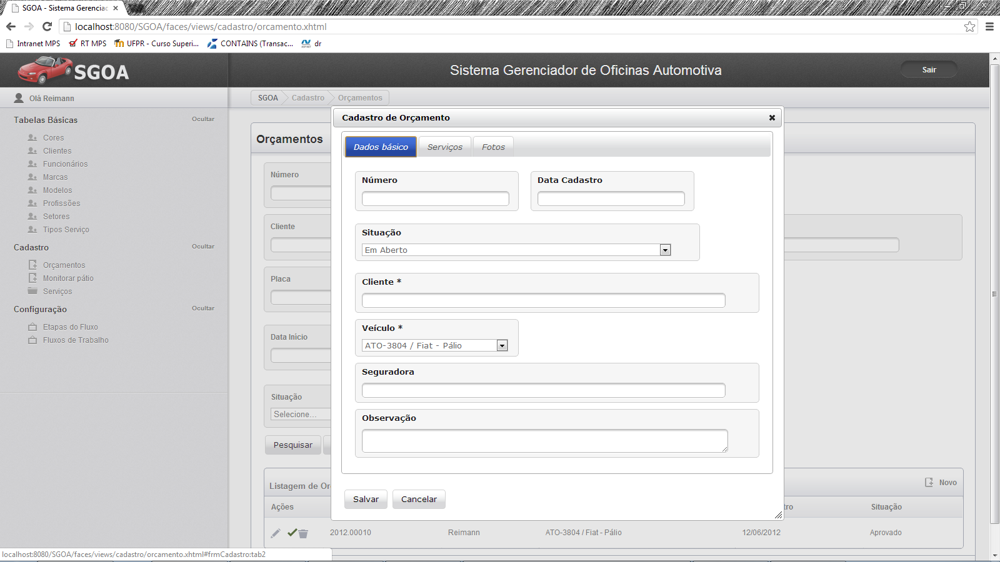 SGOA - Sistema Gerenciad
localhost:8080/SGOA/faces/views/cadastro/orcamento.xhtml
Intranet MPS
RT MPS
UFPR - Curso Superi...
CONTAINS (Transac...
dr
SGOA
Sistema Gerenciador de Oficinas Automotiva
Sair
Olá Reimann
SGOA
Cadastro
Orçamentos
Tabelas Básicas
Ocultar
Cores
Clientes
Funcionários
Marcas
Modelos
Profissões
Setores
Tipos Serviço
Cadastro
Ocultar
Orçamentos
Monitorar pátio
Serviços
Configuração
Ocultar
Etapas do Fluxo
Fluxos de Trabalho
Orçamentos
Número
Cliente
Placa
Data Inicio
Situação
Selecione...
Pesquisar
Cadastro de Orçamento
Dados básico
Serviços
Fotos
Número
Data Cadastro
Situação
Em Aberto
Cliente *
Veículo *
ATO-3804 / Fiat - Pálio
Seguradora
Observação
Salvar
Cancelar
Listagem de Or
Novo
Ações
tro
Situação
2012.00010
Reimann
ATO-3804 / Fiat - Pálio
12/06/2012
Aprovado
localhost:8080/SGOA/faces/views/cadastro/orcamento.xhtml#frmCadastro:tab2